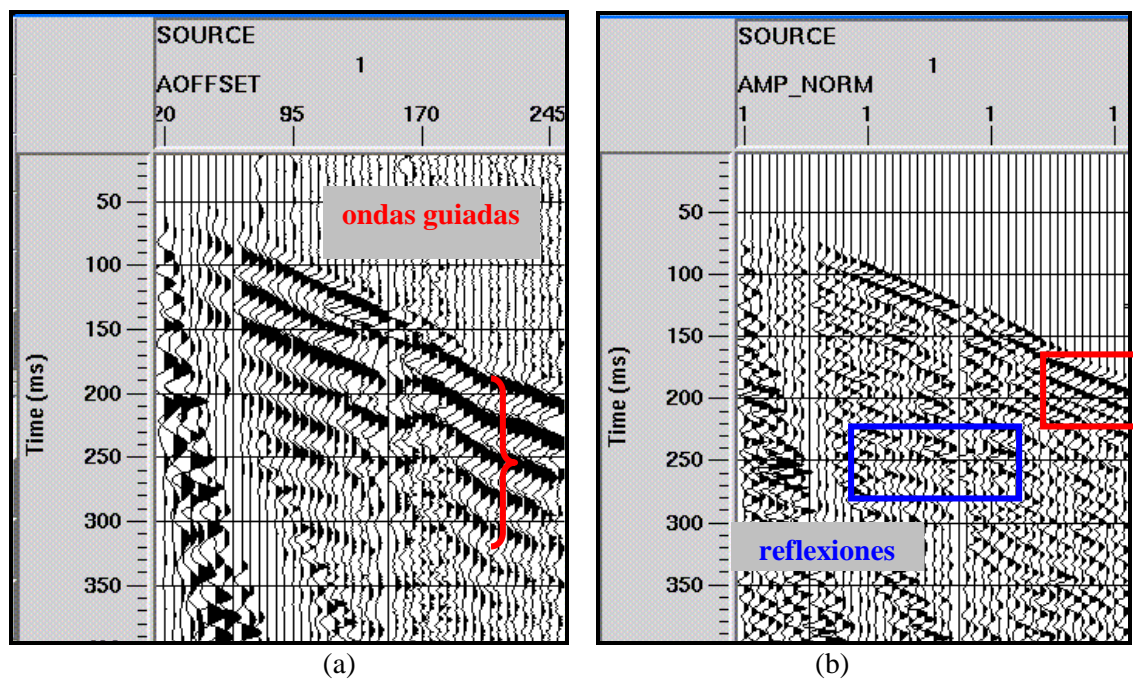 SOURCE
1
AOFFSET
20 95 170 245
50
100
150
200
250
300
350
Time (ms)
ondas guiadas
(a)
SOURCE
1
AMP_NORM
1 1 1 1
50
100
150
200
250
300
350
Time (ms)
reflexiones
(b)